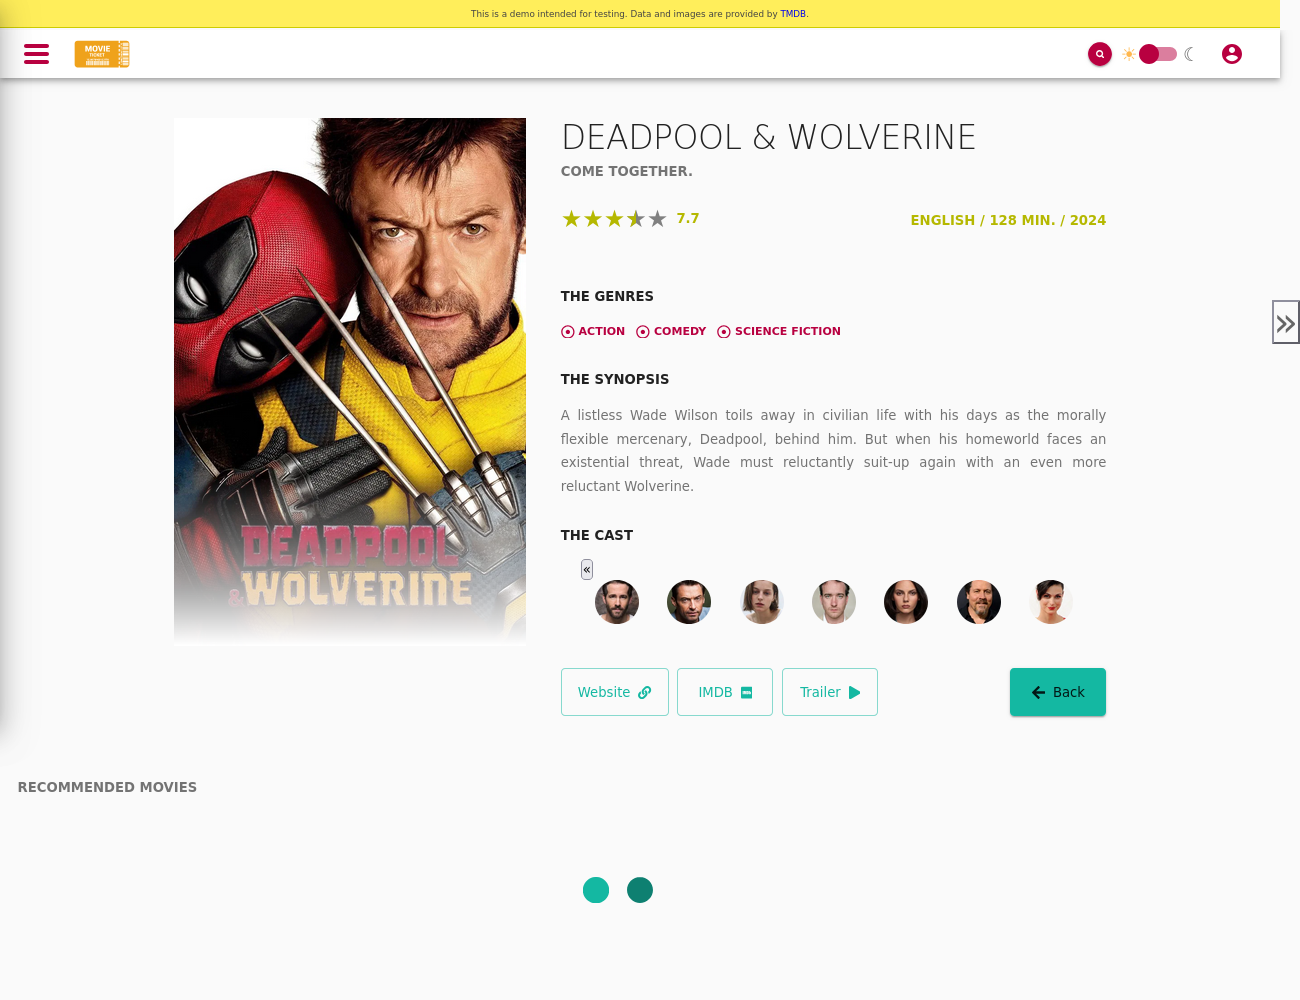 This is a demo intended for testing. Data and images are provided by TMDB.
MOVIE
TICKET
DEADPOOL & WOLVERINE
COME TOGETHER.
7.7
ENGLISH / 128 MIN. / 2024
THE GENRES
ACTION COMEDY SCIENCE FICTION
»
THE SYNOPSIS
A listless Wade Wilson toils away in civilian life with his days as the morally
flexible mercenary, Deadpool, behind him. But when his homeworld faces an
existential threat, Wade must reluctantly suit-up again with an even more
reluctant Wolverine.
DEADPOOL
& WOLVERINE
THE CAST
«
Website IMDB Trailer Back
RECOMMENDED MOVIES